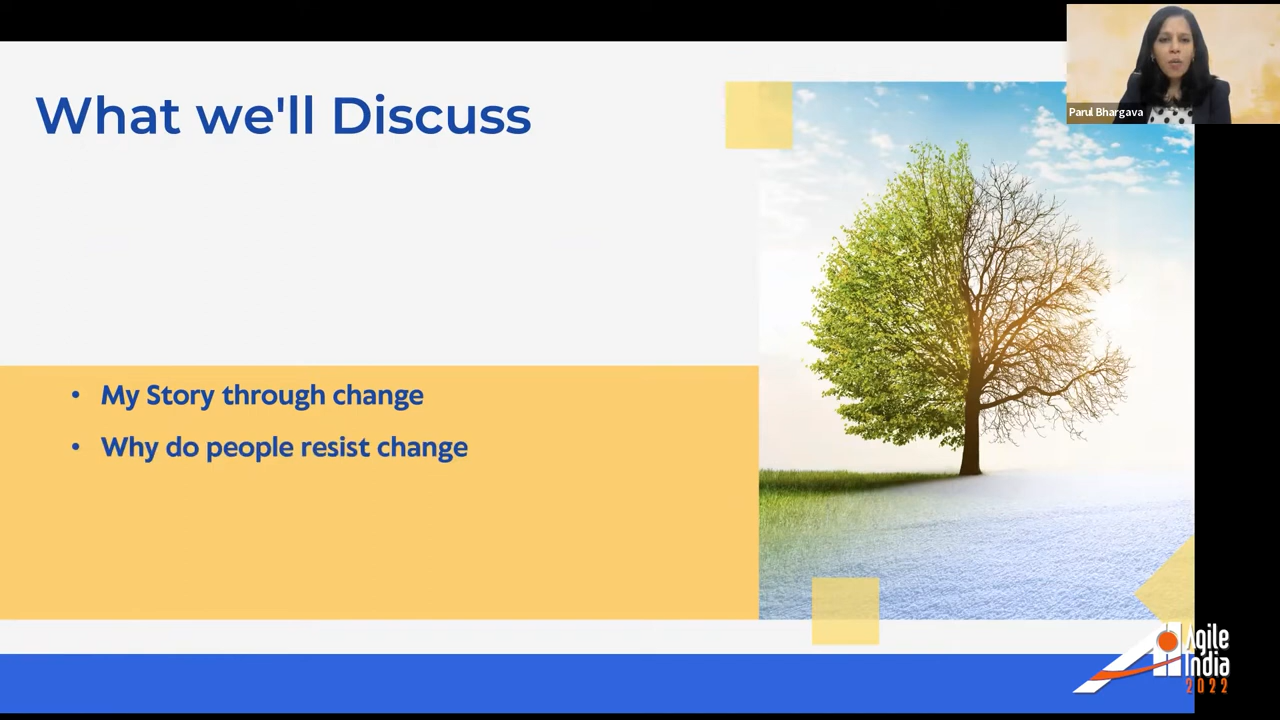 What we'll Discuss
Parul Bhargava
• My Story through change
• Why do people resist change
Agile
India
2022